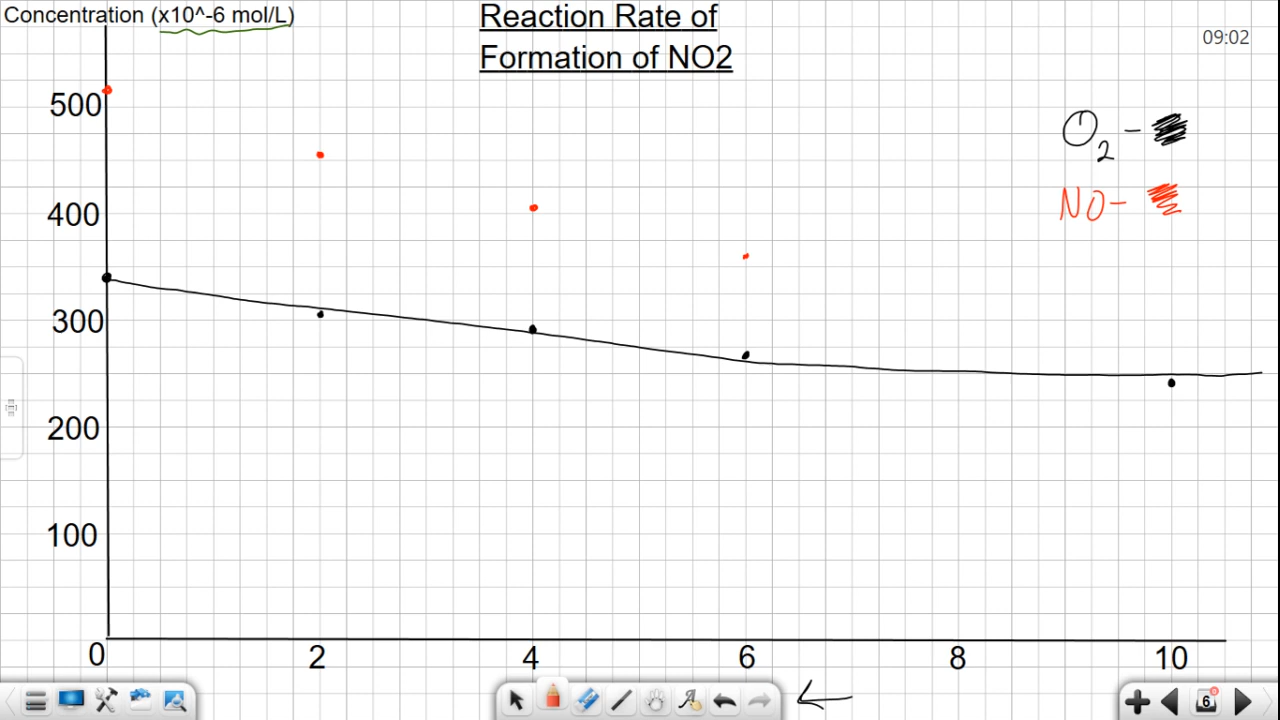 Concentration (x10^-6 mol/L)
Reaction Rate of
Formation of NO2
09:02
500
400
300
200
100
0
2
4
6
8
10
O2 -
NO -
6